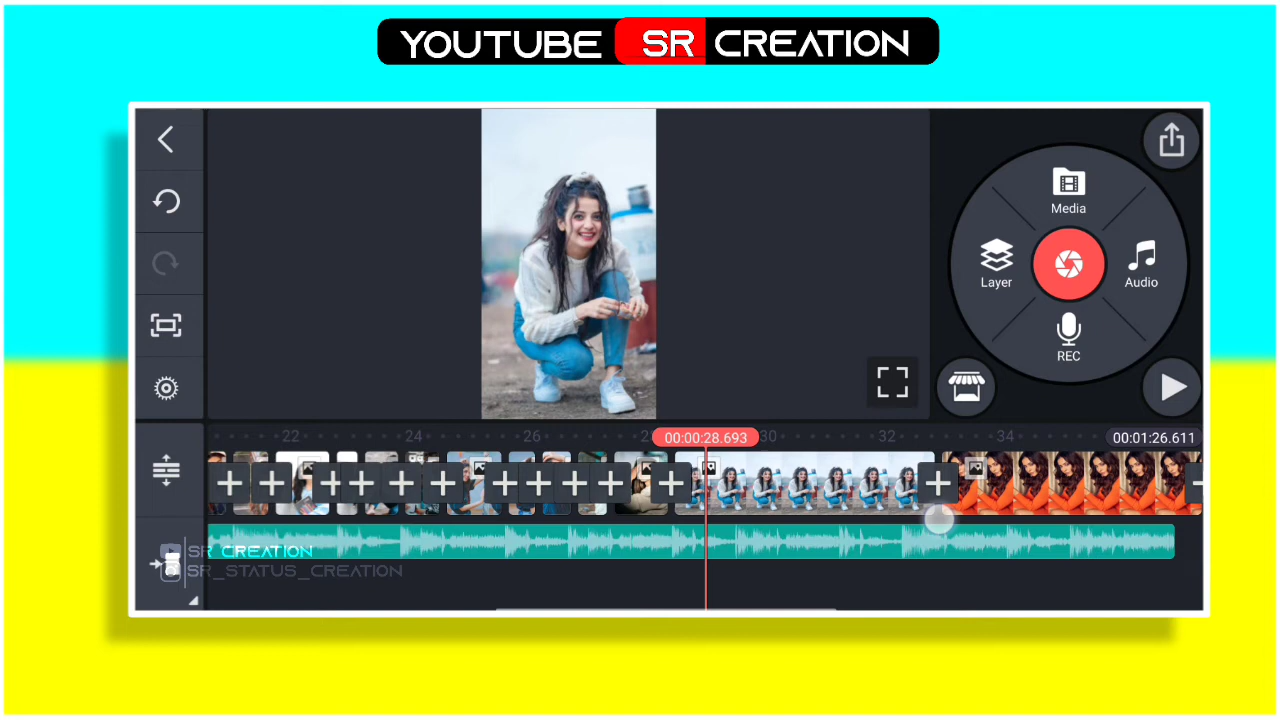 YOUTUBE SR CREATION
Media
Layer
Audio
REC
22
24
26
00:00:28.693
30
32
34
00:01:26.611
SR CREATION
SR_STATUS_CREATION